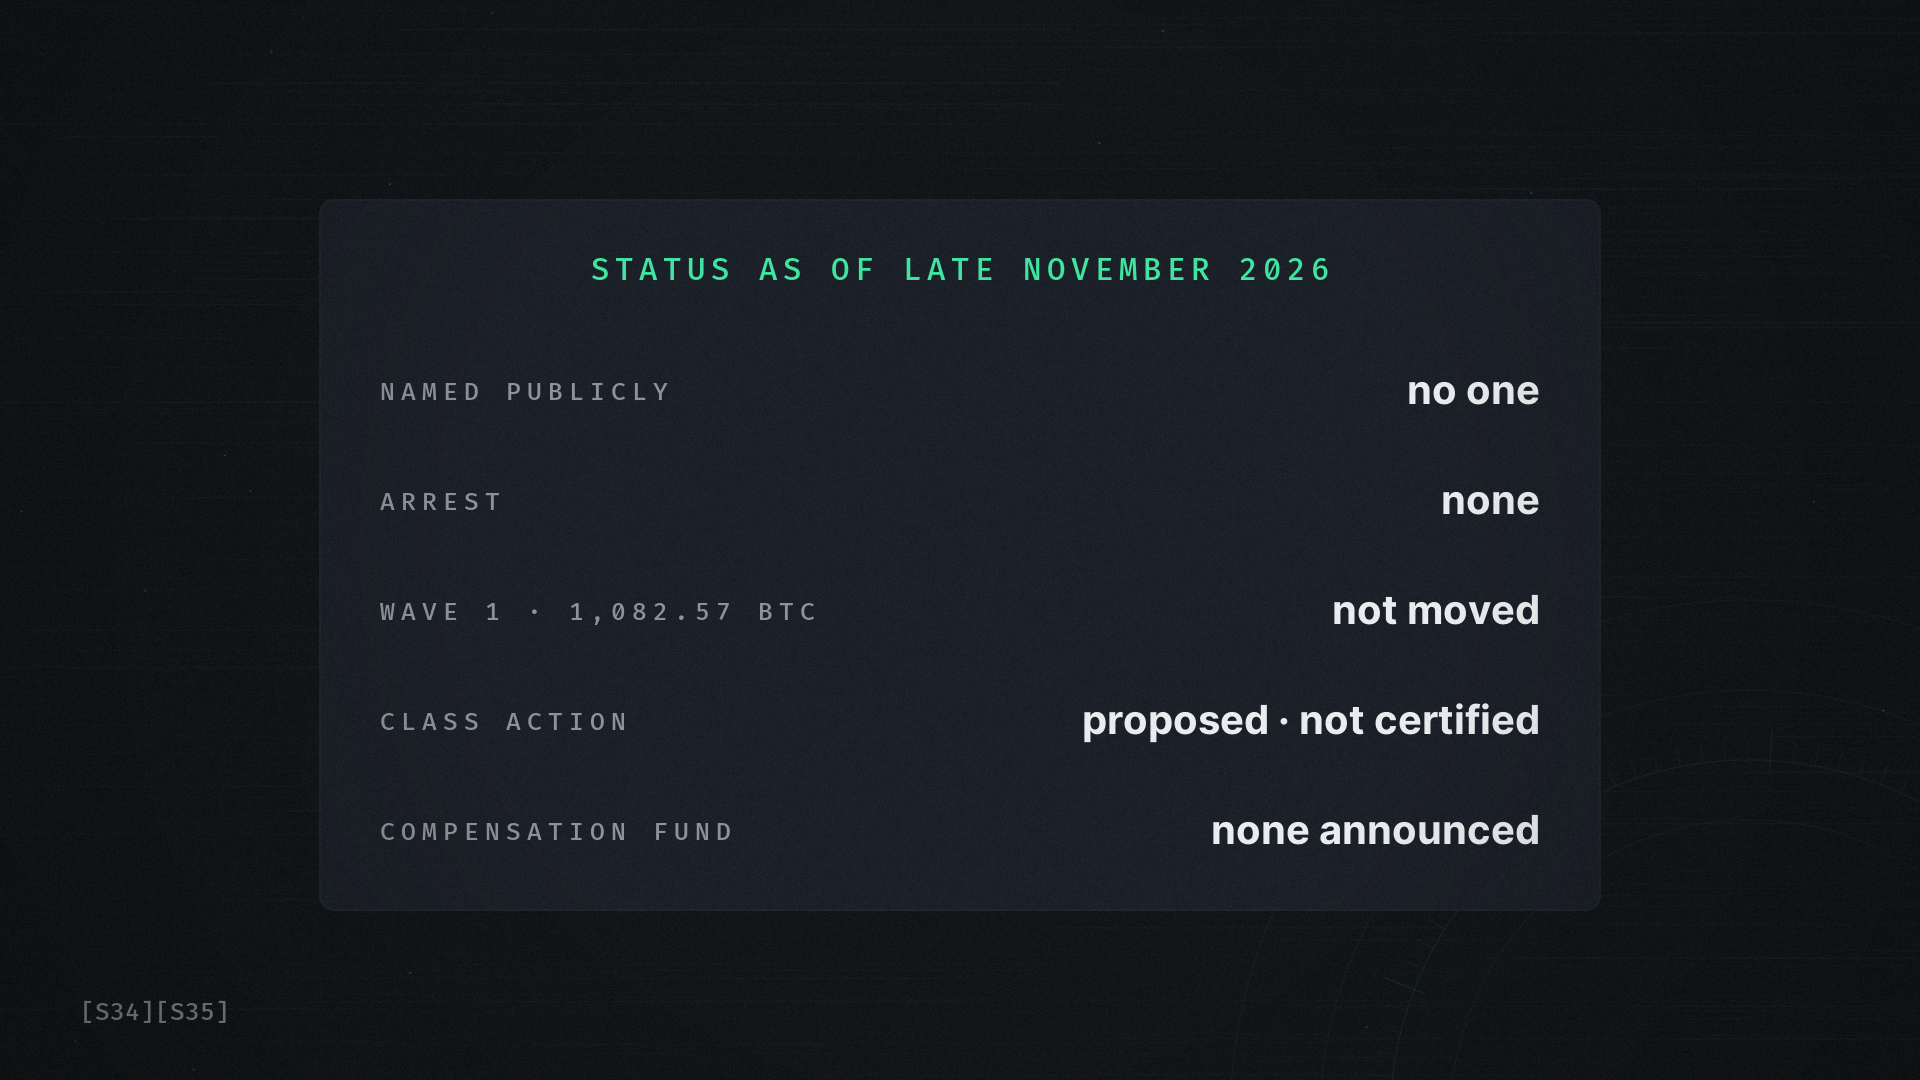 STATUS AS OF LATE NOVEMBER 2026
NAMED PUBLICLY no one
ARREST none
WAVE 1 · 1,082.57 BTC not moved
CLASS ACTION proposed · not certified
COMPENSATION FUND none announced
[S34][S35]